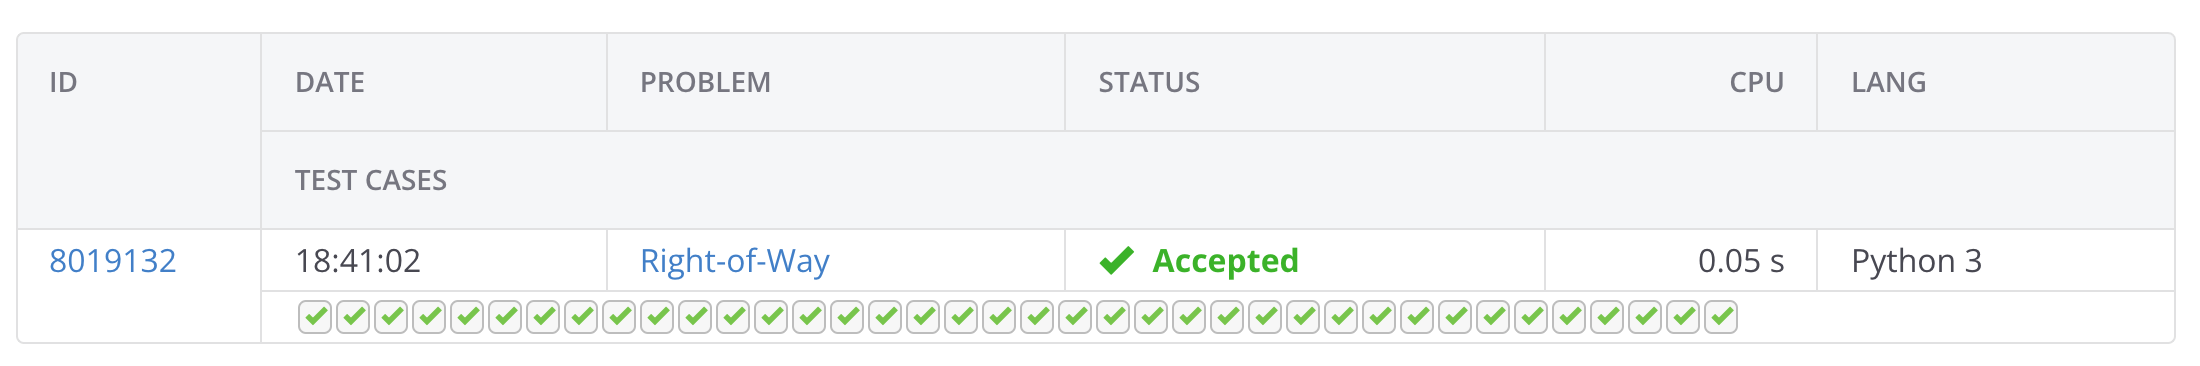 ID DATE PROBLEM STATUS CPU LANG
TEST CASES
8019132 18:41:02 Right-of-Way Accepted 0.05 s Python 3